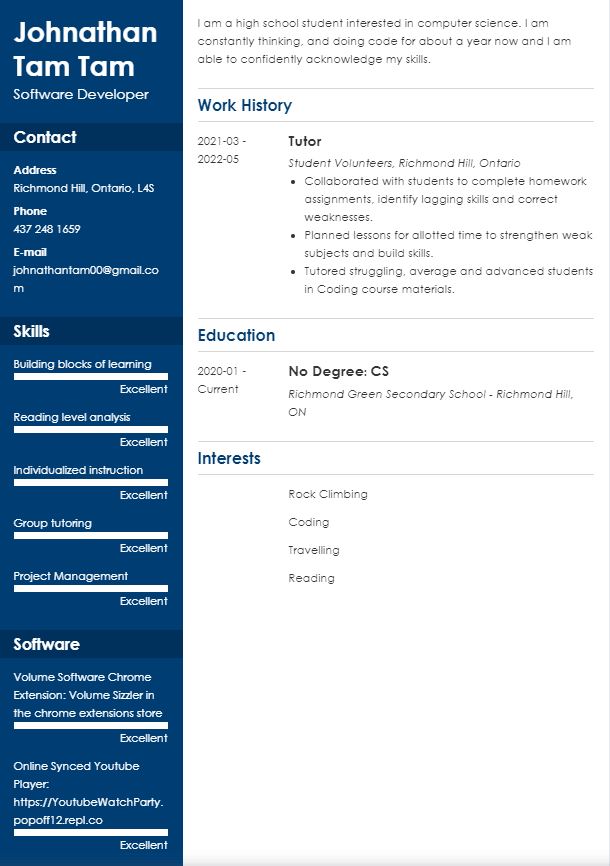 Johnathan
Tam Tam
Software Developer
Contact
Address
Richmond Hill, Ontario, L4S
Phone
437 248 1659
E-mail
johnathantam00@gmail.co
m
Skills
Building blocks of learning
Excellent
Reading level analysis
Excellent
Individualized instruction
Excellent
Group tutoring
Excellent
Project Management
Excellent
Software
Volume Software Chrome
Extension: Volume Sizzler in
the chrome extensions store
Excellent
Online Synced Youtube
Player:
https://YoutubeWatchParty.
popoff12.repl.co
Excellent
I am a high school student interested in computer science. I am
constantly thinking, and doing code for about a year now and I am
able to confidently acknowledge my skills.
Work History
2021-03 -
2022-05
Tutor
Student Volunteers, Richmond Hill, Ontario
• Collaborated with students to complete homework
assignments, identify lagging skills and correct
weaknesses.
• Planned lessons for allotted time to strengthen weak
subjects and build skills.
• Tutored struggling, average and advanced students
in Coding course materials.
Education
2020-01 -
Current
No Degree: CS
Richmond Green Secondary School - Richmond Hill,
ON
Interests
Rock Climbing
Coding
Travelling
Reading